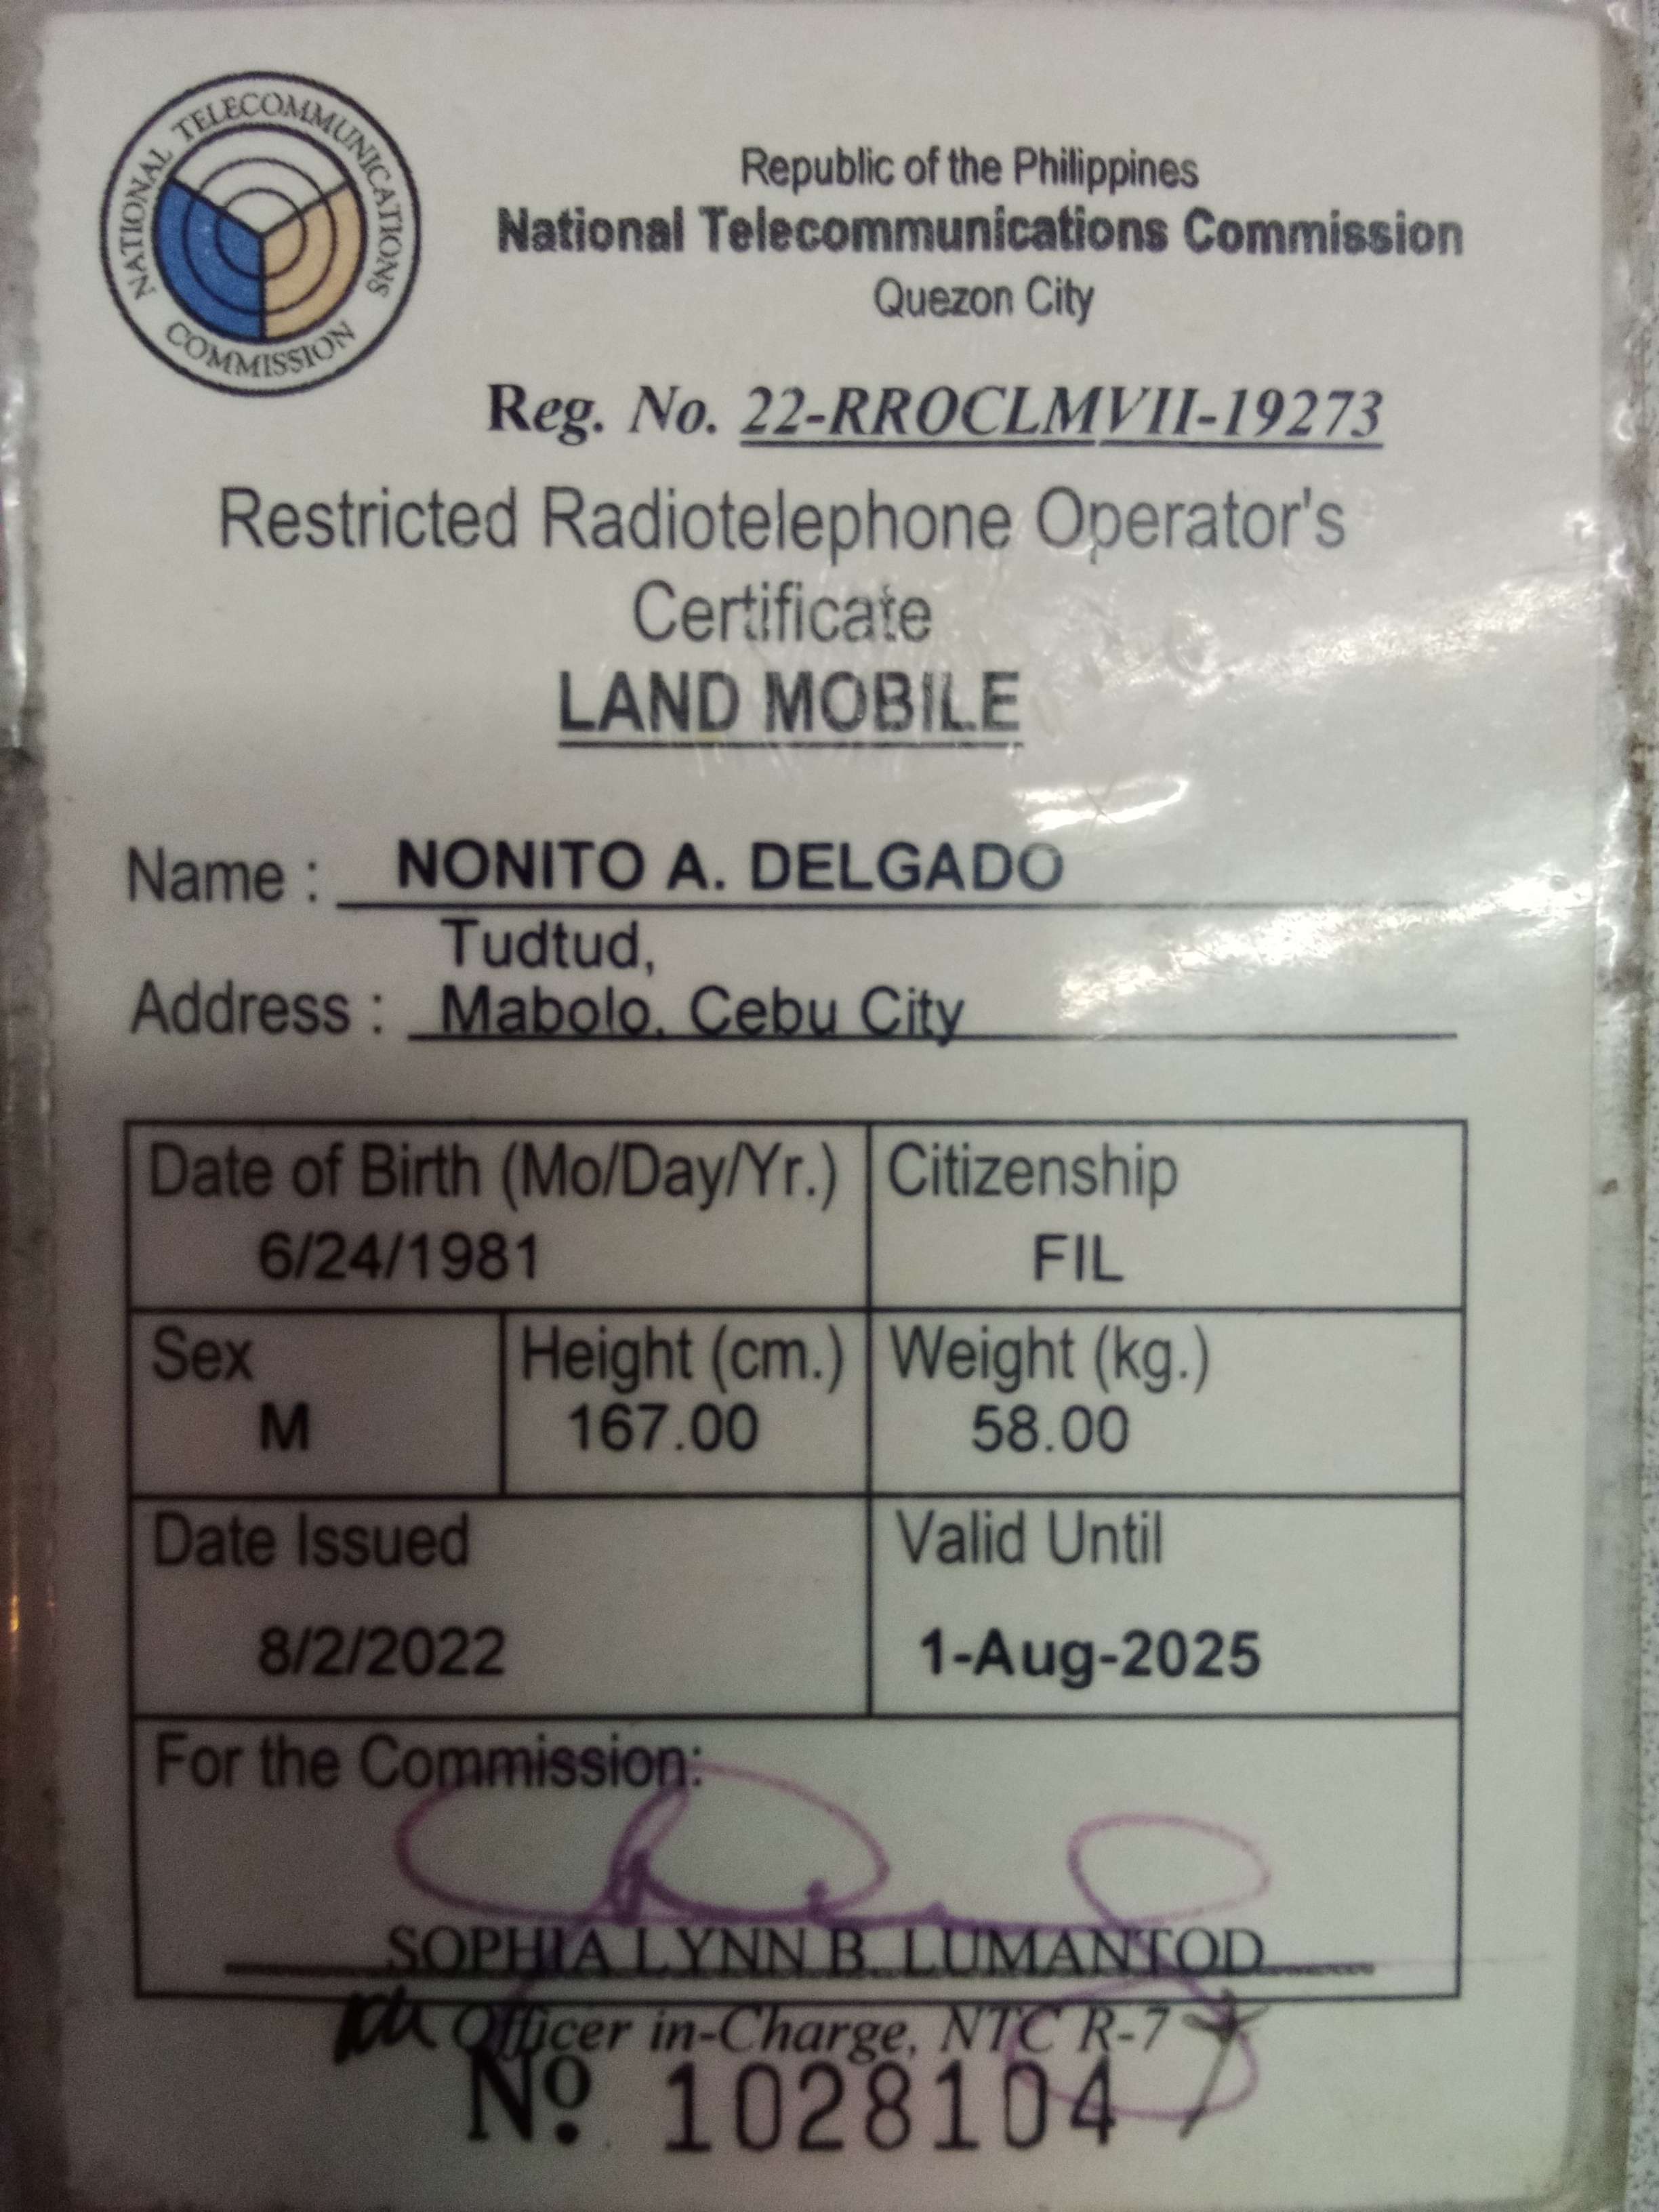 NATIONAL TELECOMMUNICATIONS COMMISSION
Republic of the Philippines
National Telecommunications Commission
Quezon City
Reg. No. 22-RROCLMVII-19273
Restricted Radiotelephone Operator's
Certificate
LAND MOBILE
Name : NONITO A. DELGADO
Tudtud,
Address : Mabolo, Cebu City
Date of Birth (Mo/Day/Yr.) Citizenship
6/24/1981 FIL
Sex Height (cm.) Weight (kg.)
M 167.00 58.00
Date Issued Valid Until
8/2/2022 1-Aug-2025
For the Commission:
SOPHIA LYNN B. LUMANTOD
Officer in-Charge, NTC R-7
No. 1028104